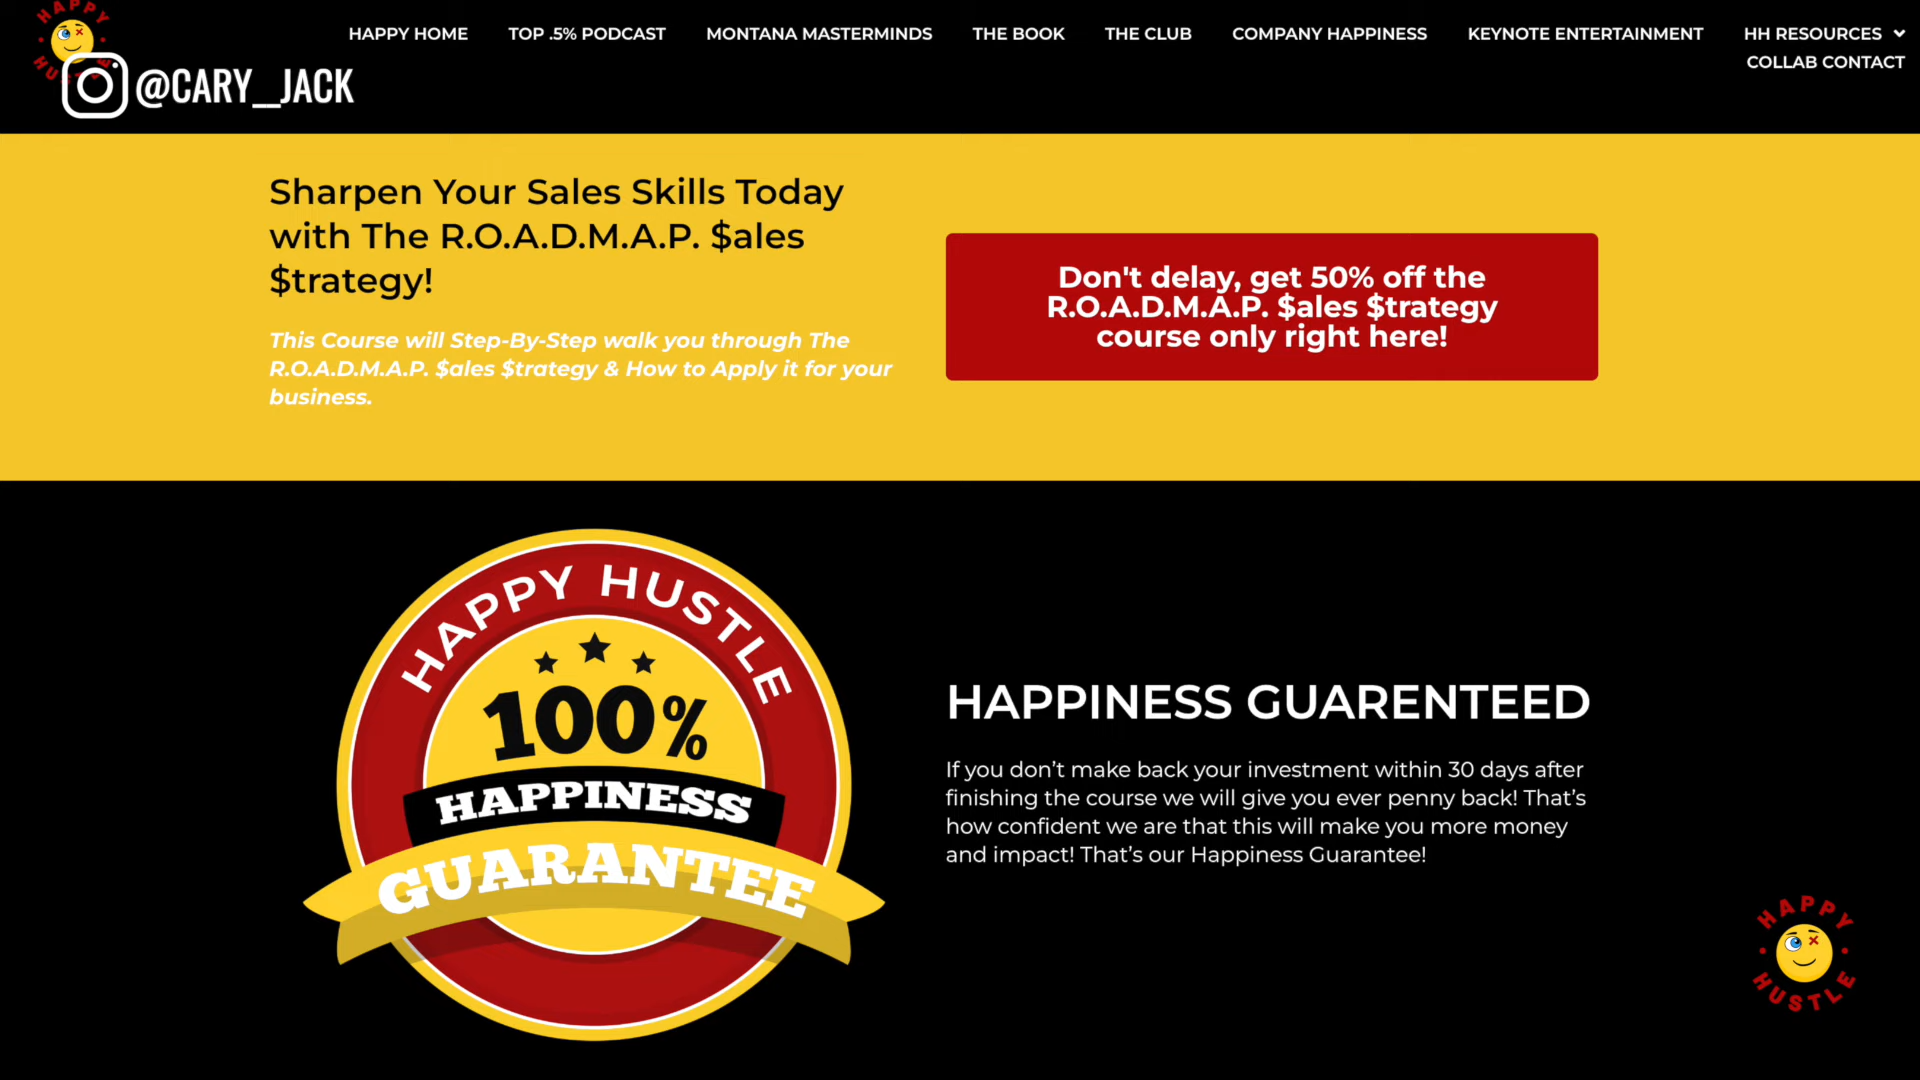 HAPPY
HUSTLE
HAPPY HOME
TOP .5% PODCAST
MONTANA MASTERMINDS
THE BOOK
THE CLUB
COMPANY HAPPINESS
KEYNOTE ENTERTAINMENT
HH RESOURCES
COLLAB CONTACT
@CARY__JACK
Sharpen Your Sales Skills Today
with The R.O.A.D.M.A.P. $ales
$trategy!
This Course will Step-By-Step walk you through The
R.O.A.D.M.A.P. $ales $trategy & How to Apply it for your
business.
Don't delay, get 50% off the
R.O.A.D.M.A.P. $ales $trategy
course only right here!
HAPPY HUSTLE
100%
HAPPINESS
GUARANTEE
HAPPINESS GUARENTEED
If you don’t make back your investment within 30 days after
finishing the course we will give you ever penny back! That’s
how confident we are that this will make you more money
and impact! That’s our Happiness Guarantee!
HAPPY
HUSTLE